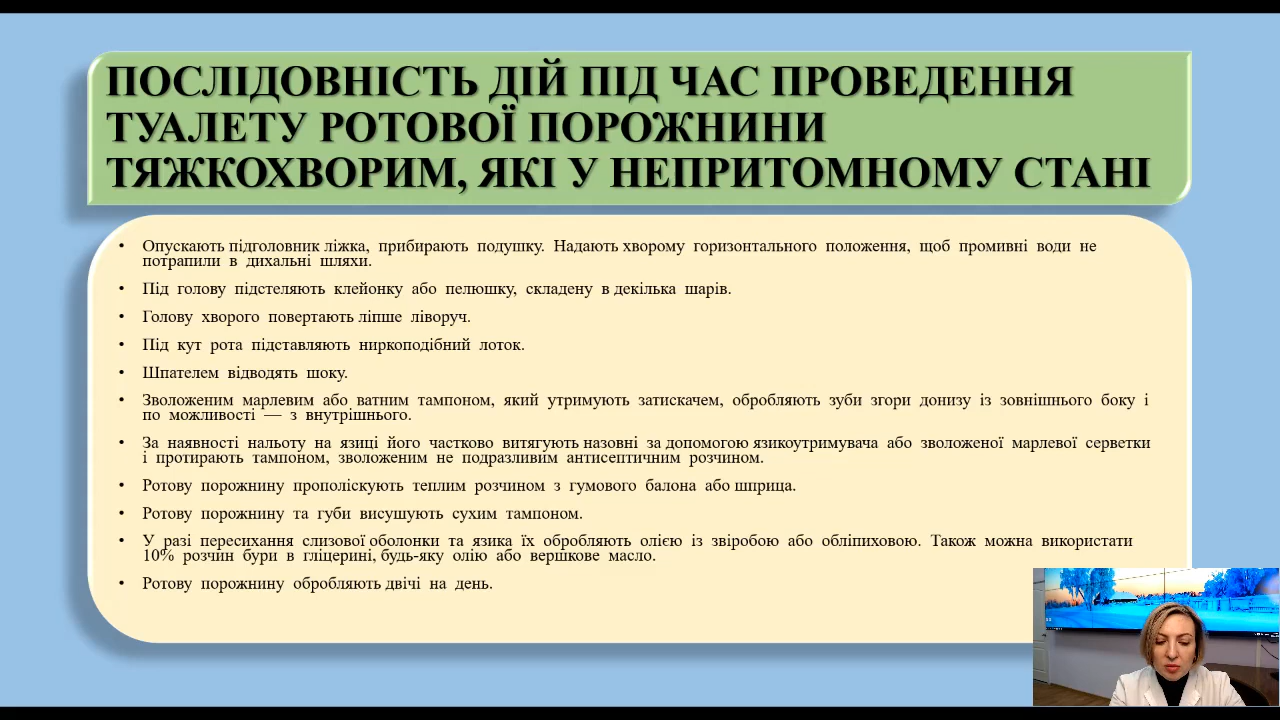 ПОСЛІДОВНІСТЬ ДІЙ ПІД ЧАС ПРОВЕДЕННЯ
ТУАЛЕТУ РОТОВОЇ ПОРОЖНИНИ
ТЯЖКОХВОРИМ, ЯКІ У НЕПРИТОМНОМУ СТАНІ
• Опускають підголовник ліжка, прибирають подушку. Надають хворому горизонтального положення, щоб промивні води не
потрапили в дихальні шляхи.
• Під голову підстеляють клейонку або пелюшку, складену в декілька шарів.
• Голову хворого повертають ліпше ліворуч.
• Під кут рота підставляють ниркоподібний лоток.
• Шпателем відводять шоку.
• Зволоженим марлевим або ватним тампоном, який утримують затискачем, обробляють зуби згори донизу із зовнішнього боку і
по можливості — з внутрішнього.
• За наявності нальоту на язиці його частково витягують назовні за допомогою язикоутримувача або зволоженої марлевої серветки
і протирають тампоном, зволоженим не подразливим антисептичним розчином.
• Ротову порожнину прополіскують теплим розчином з гумового балона або шприца.
• Ротову порожнину та губи висушують сухим тампоном.
• У разі пересихання слизової оболонки та язика їх обробляють олією із звіробою або обліпиховою. Також можна використати
10% розчин бури в гліцерині, будь-яку олію або вершкове масло.
• Ротову порожнину обробляють двічі на день.